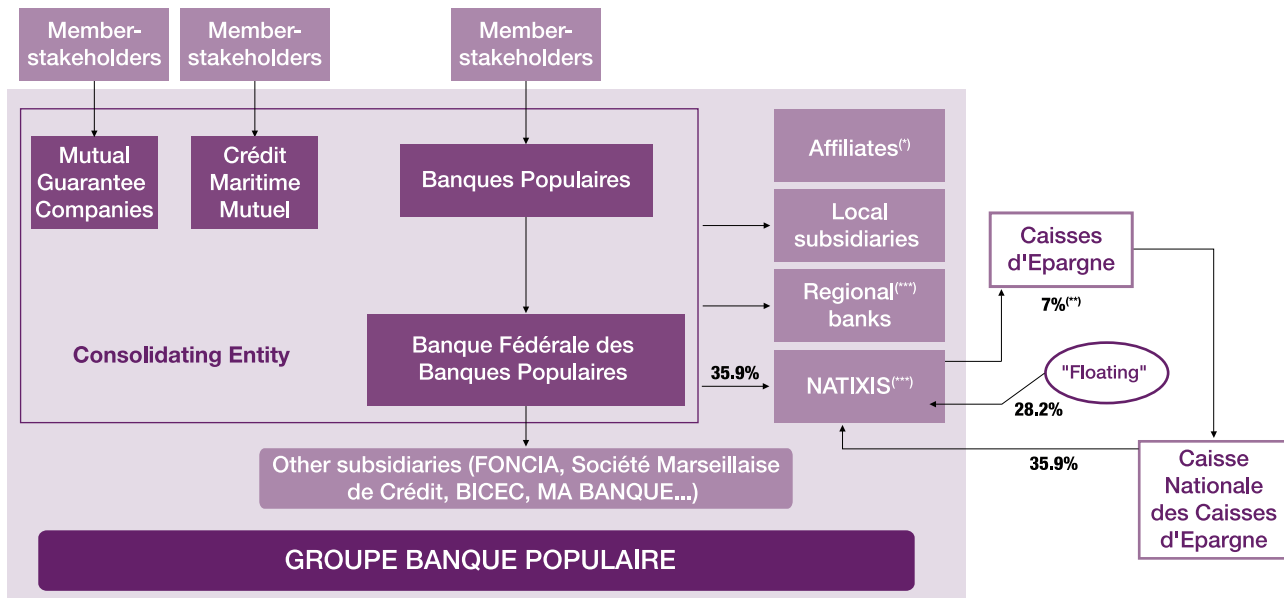 Member-
stakeholders
Member-
stakeholders
Member-
stakeholders
Mutual
Guarantee
Companies
Crédit
Maritime
Mutuel
Banques Populaires
Affiliates(*)
Local
subsidiaries
Caisses
d'Epargne
Regional(***)
banks
7%(**)
Consolidating Entity
Banque Fédérale des
Banques Populaires
35.9%
NATIXIS(***)
"Floating"
28.2%
35.9%
Other subsidiaries (FONCIA, Société Marseillaise
de Crédit, BICEC, MA BANQUE...)
Caisse
Nationale
des Caisses
d'Epargne
GROUPE BANQUE POPULAIRE